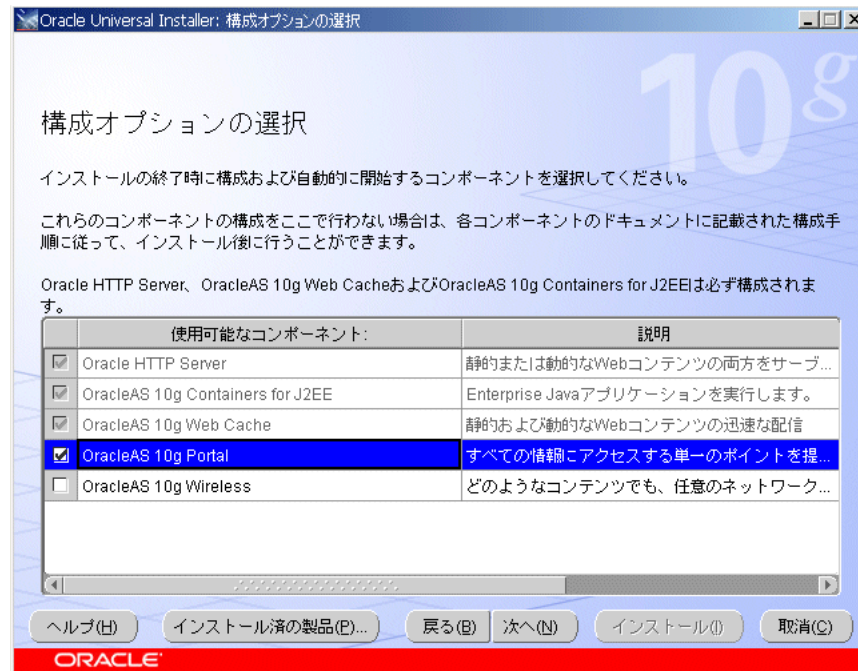 Oracle Universal Installer: 構成オプションの選択
10g
構成オプションの選択
インストールの終了時に構成および自動的に開始するコンポーネントを選択してください。
これらのコンポーネントの構成をここで行わない場合は、各コンポーネントのドキュメントに記載された構成手
順に従って、インストール後に行うことができます。
Oracle HTTP Server、OracleAS 10g Web CacheおよびOracleAS 10g Containers for J2EEは必ず構成されま
す。
使用可能なコンポーネント: 説明
Oracle HTTP Server 静的または動的なWebコンテンツの両方をサーブ...
OracleAS 10g Containers for J2EE Enterprise Javaアプリケーションを実行します。
OracleAS 10g Web Cache 静的および動的なWebコンテンツの迅速な配信
OracleAS 10g Portal すべての情報にアクセスする単一のポイントを提...
OracleAS 10g Wireless どのようなコンテンツでも、任意のネットワーク...
ヘルプ(H) インストール済の製品(P)... 戻る(B) 次へ(N) インストール(I) 取消(C)
ORACLE